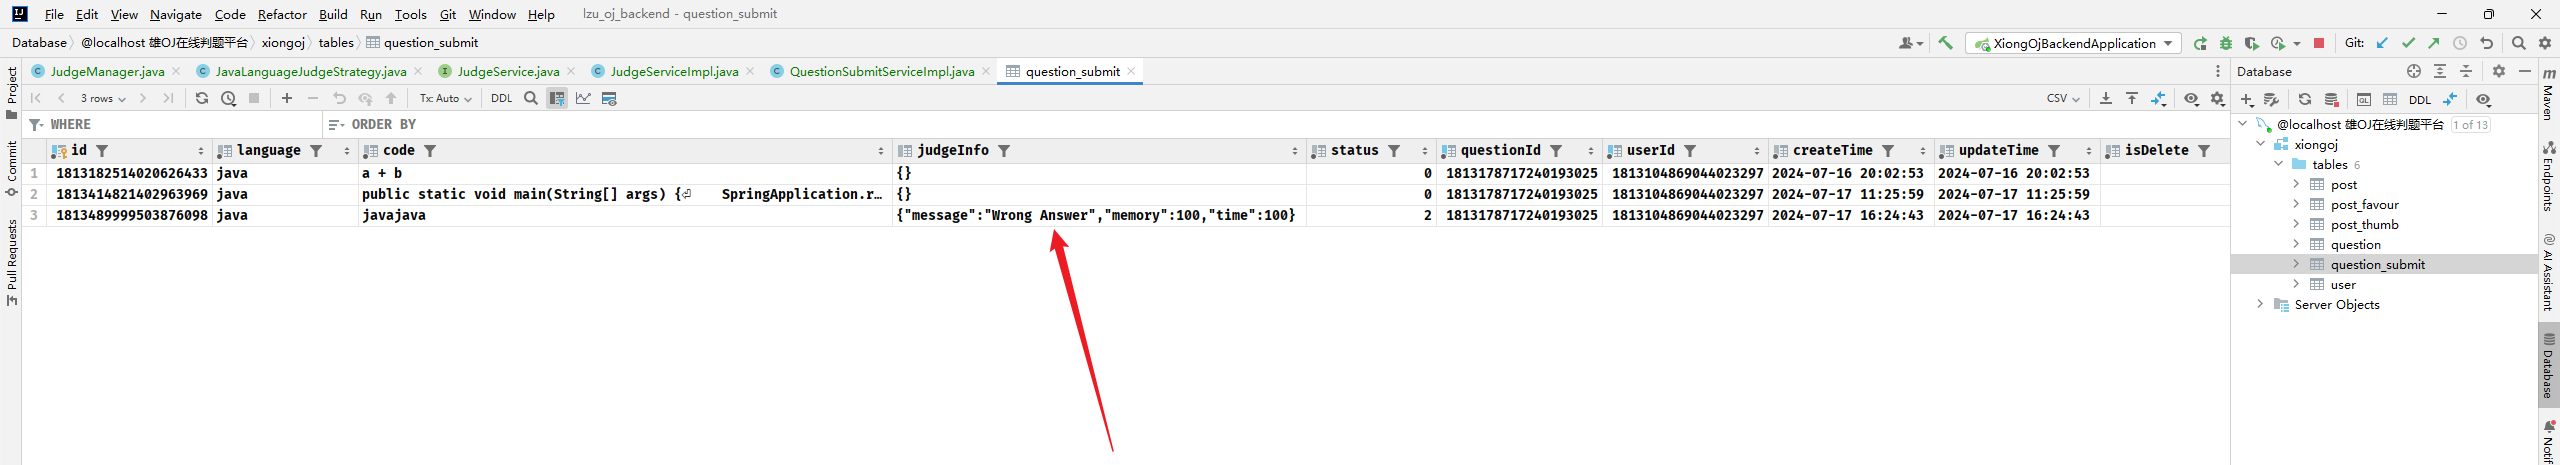 File Edit View Navigate Code Refactor Build Run Tools Git Window Help lzu_oj_backend - question_submit
Database @localhost 雄OJ在线判题平台 xiongoj tables question_submit XiongOjBackendApplication Git:
JudgeManager.java JavaLanguageJudgeStrategy.java JudgeService.java JudgeServiceImpl.java QuestionSubmitServiceImpl.java question_submit
3 rows Tx: Auto DDL CSV
WHERE ORDER BY
id language code judgeInfo status questionId userId createTime updateTime isDelete
1 1813182514020626433 java a + b {} 0 1813178717240193025 1813104869044023297 2024-07-16 20:02:53 2024-07-16 20:02:53
2 1813414821402963969 java public static void main(String[] args) {⏎ SpringApplication.r… {} 0 1813178717240193025 1813104869044023297 2024-07-17 11:25:59 2024-07-17 11:25:59
3 1813489999503876098 java javajava {"message":"Wrong Answer","memory":100,"time":100} 2 1813178717240193025 1813104869044023297 2024-07-17 16:24:43 2024-07-17 16:24:43
Project
Commit
Pull Requests
Database
DDL
@localhost 雄OJ在线判题平台 1 of 13
xiongoj
tables 6
post
post_favour
post_thumb
question
question_submit
user
Server Objects
Maven
Endpoints
AI Assistant
Database
Notif